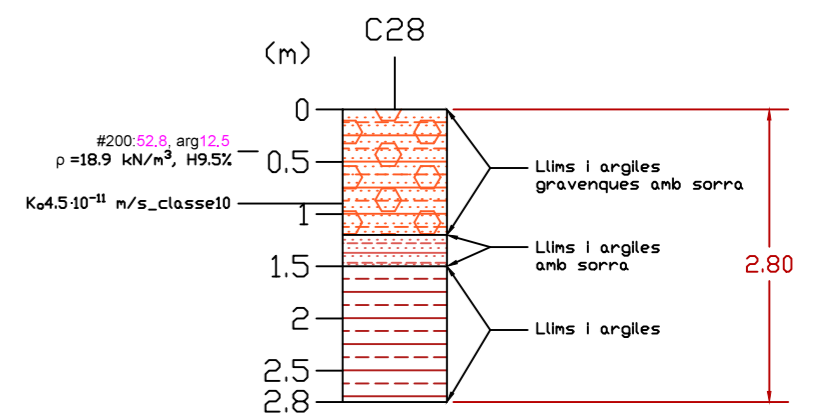 C28
(m)
0
#200:52.8, arg12.5
ρ =18.9 kN/m³, H9.5%
0.5
Llims i argiles
gravenques amb sorra
Ko4.5·10⁻¹¹ m/s_classe10
1
Llims i argiles
amb sorra
1.5
2.80
2
Llims i argiles
2.5
2.8